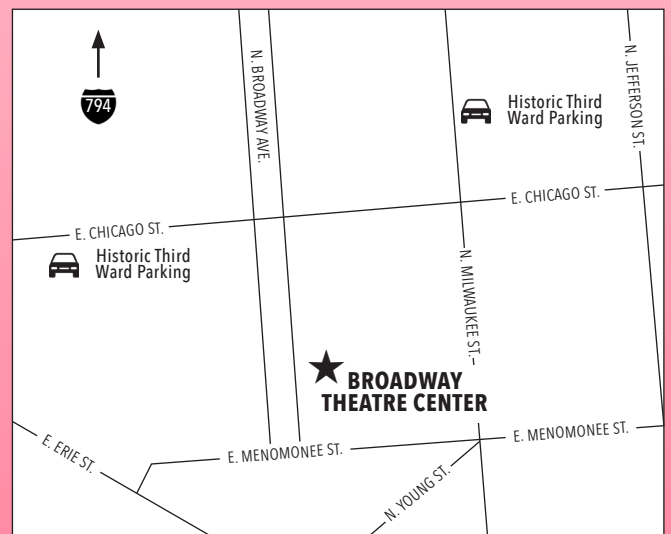 794
N. BROADWAY AVE.
N. JEFFERSON ST.
Historic Third
Ward Parking
E. CHICAGO ST.
E. CHICAGO ST.
Historic Third
Ward Parking
N. MILWAUKEE ST.
BROADWAY
THEATRE CENTER
E. ERIE ST.
E. MENOMONEE ST.
E. MENOMONEE ST.
N. YOUNG ST.